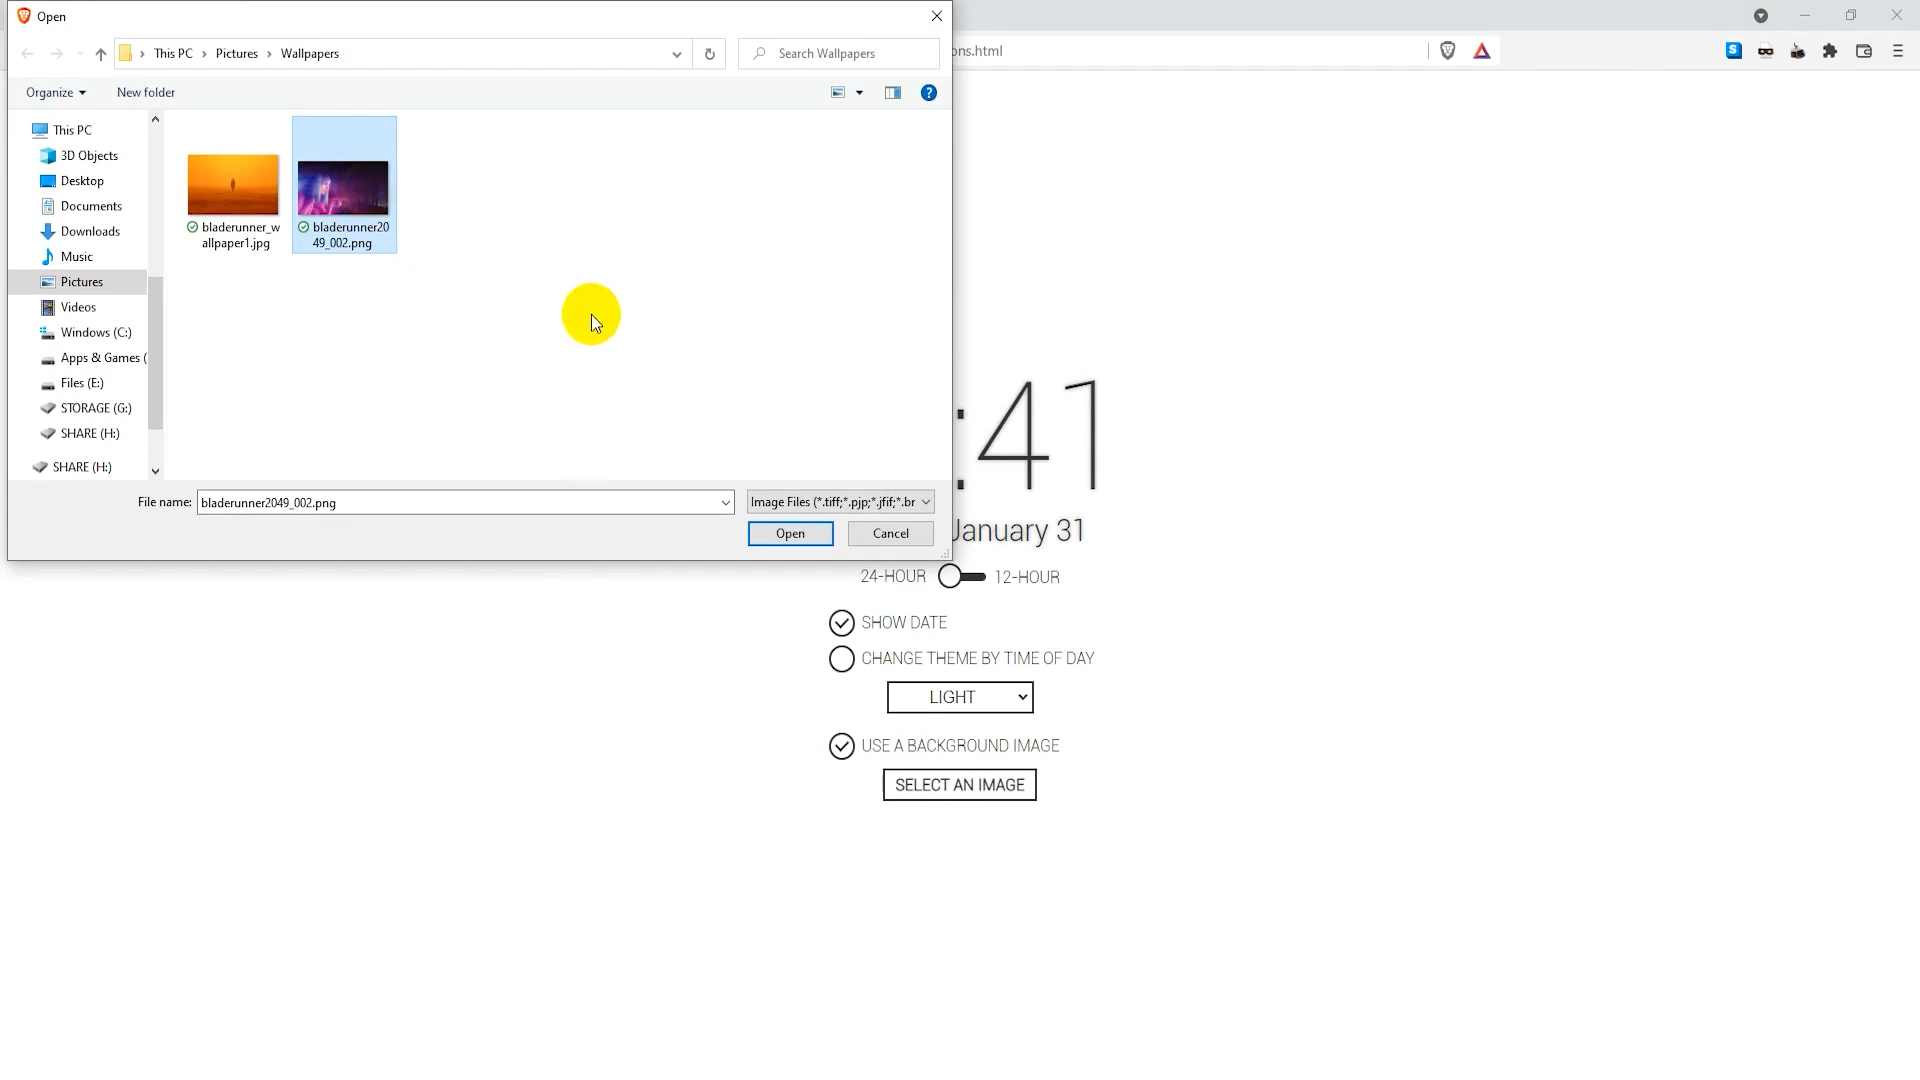 Open
This PC
Pictures
Wallpapers
Search Wallpapers
ons.html
Organize
New folder
This PC
3D Objects
Desktop
Documents
Downloads
Music
Pictures
Videos
Windows (C:)
Apps & Games (
Files (E:)
STORAGE (G:)
SHARE (H:)
SHARE (H:)
bladerunner_w
allpaper1.jpg
bladerunner20
49_002.png
File name:
bladerunner2049_002.png
Image Files (*.tiff;*.pjp;*.jfif;*.br
Open
Cancel
:41
January 31
24-HOUR
12-HOUR
SHOW DATE
CHANGE THEME BY TIME OF DAY
LIGHT
USE A BACKGROUND IMAGE
SELECT AN IMAGE